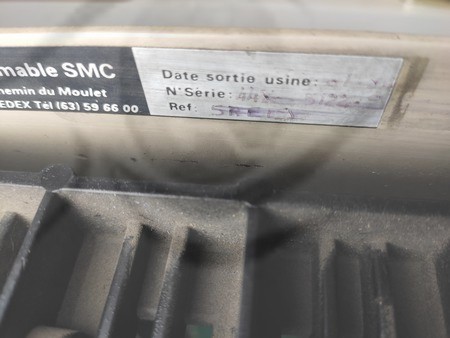 mable SMC
hemin du Moulet
EDEX Tél (63) 59 66 00
Date sortie usine:
N° Série:
Ref: